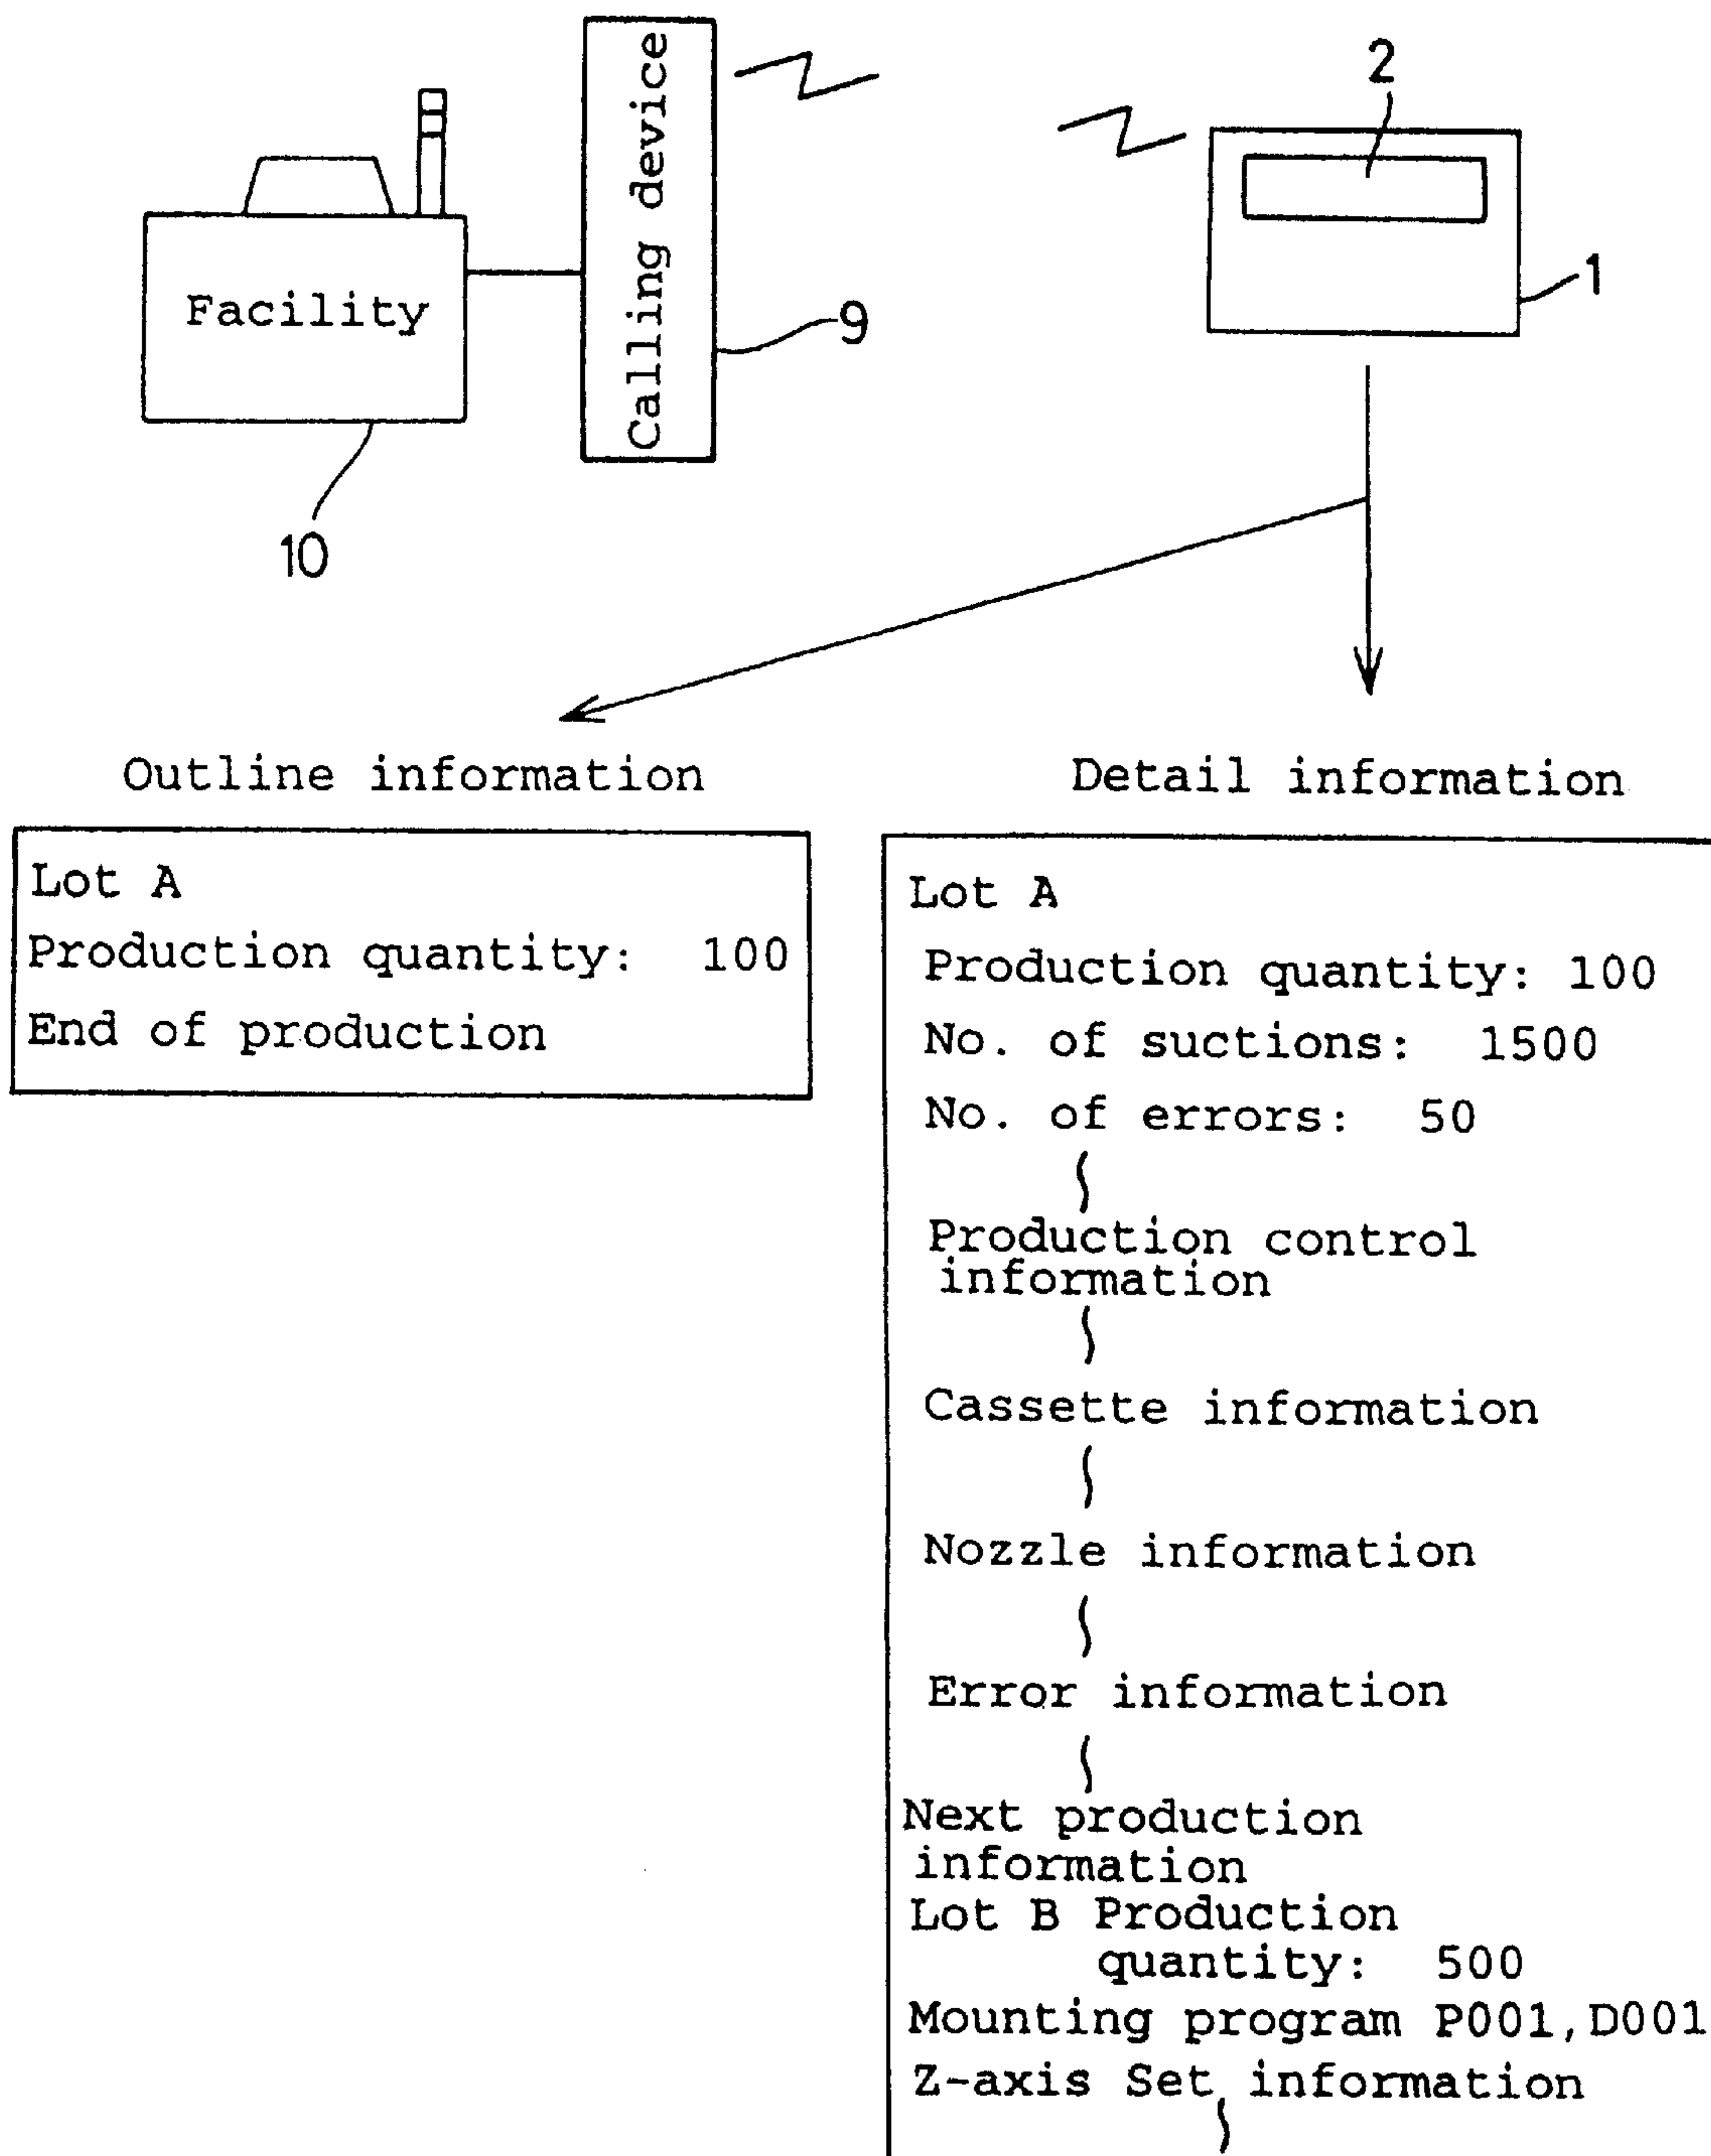 Calling device
2
Facility
9
1
10
Outline information
Lot A
Production quantity: 100
End of production
Detail information
Lot A
Production quantity: 100
No. of suctions: 1500
No. of errors: 50
Production control
information
Cassette information
Nozzle information
Error information
Next production
information
Lot B Production
quantity: 500
Mounting program P001,D001
Z-axis Set information